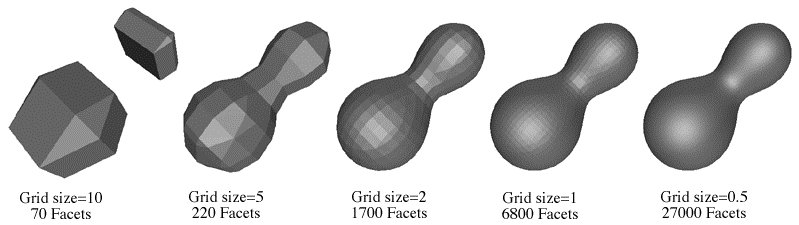 Grid size=10
70 Facets
Grid size=5
220 Facets
Grid size=2
1700 Facets
Grid size=1
6800 Facets
Grid size=0.5
27000 Facets